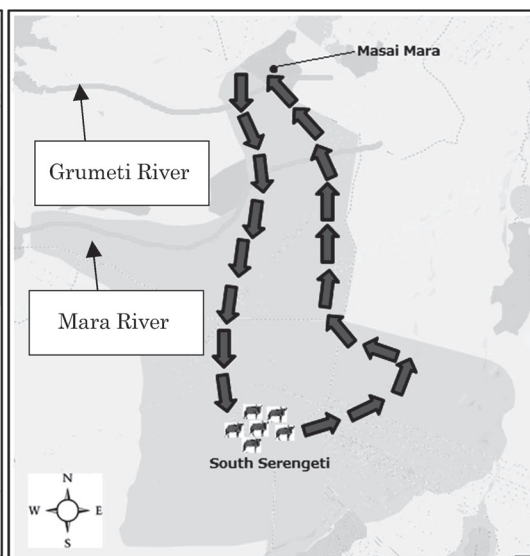 Masai Mara
Grumeti River
Mara River
South Serengeti
N
W E
S